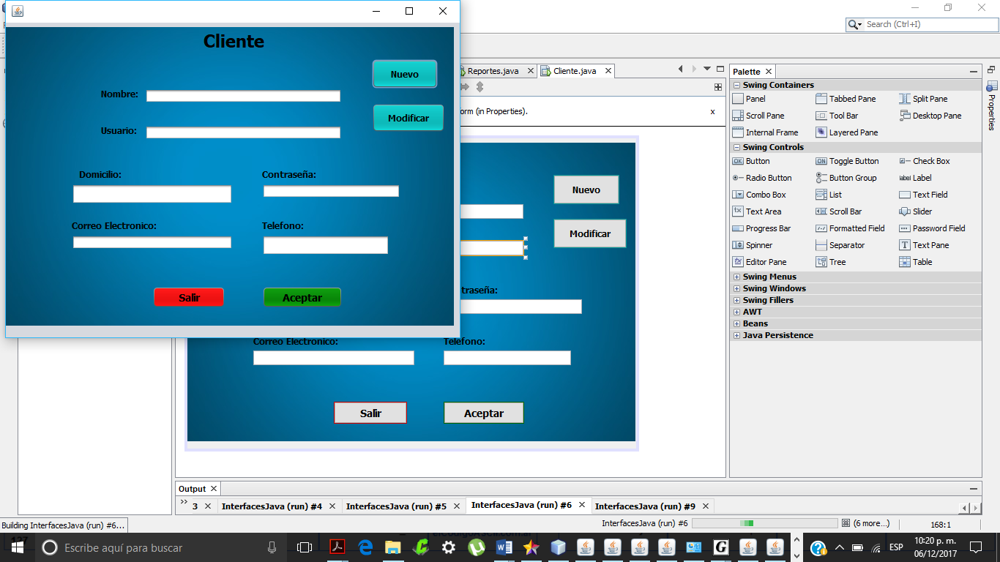 Cliente
Nuevo
Nombre:
Modificar
Usuario:
Domicilio:
Contraseña:
Correo Electronico:
Telefono:
Salir
Aceptar
Search (Ctrl+I)
Reportes.java
Cliente.java
orm (in Properties).
x
Nuevo
Modificar
traseña:
Correo Electronico:
Telefono:
Salir
Aceptar
Palette
Swing Containers
Panel Tabbed Pane Split Pane
Scroll Pane Tool Bar Desktop Pane
Internal Frame Layered Pane
Swing Controls
OK Button ON Toggle Button Check Box
Radio Button Button Group label Label
Combo Box List Text Field
Text Area Scroll Bar Slider
Progress Bar Formatted Field Password Field
Spinner Separator Text Pane
Editor Pane Tree Table
Swing Menus
Swing Windows
Swing Fillers
AWT
Beans
Java Persistence
Properties
Output
3 InterfacesJava (run) #4 InterfacesJava (run) #5 InterfacesJava (run) #6 InterfacesJava (run) #9
Building InterfacesJava (run) #6...
InterfacesJava (run) #6 (6 more...) 168:1
Escribe aquí para buscar
ESP
10:20 p. m.
06/12/2017